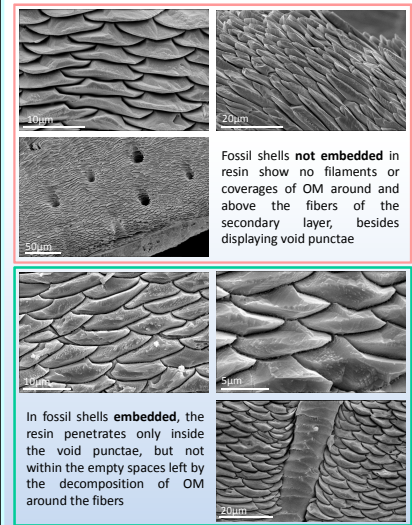 10μm
20μm
50μm
Fossil shells not embedded in
resin show no filaments or
coverages of OM around and
above the fibers of the
secondary layer, besides
displaying void punctae
10μm
5μm
In fossil shells embedded, the
resin penetrates only inside
the void punctae, but not
within the empty spaces left by
the decomposition of OM
around the fibers
20μm